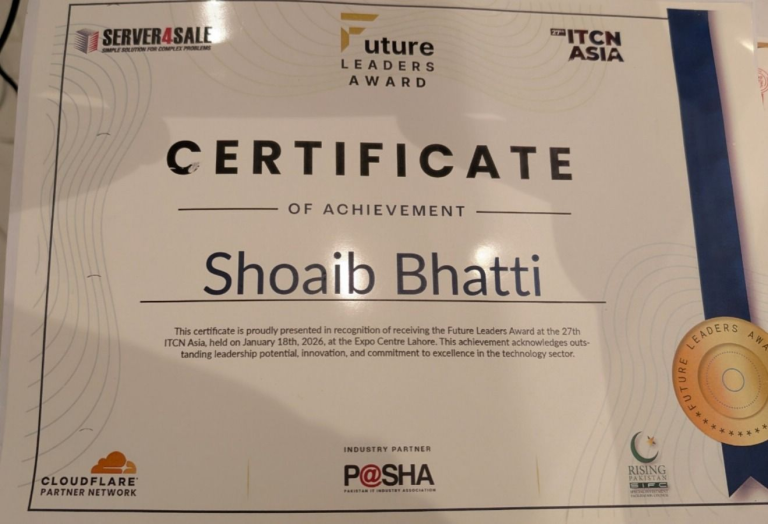 SERVER4SALE
SIMPLE SOLUTION FOR COMPLEX PROBLEMS
Future
LEADERS
AWARD
27TH ITCN
ASIA
CERTIFICATE
OF ACHIEVEMENT
Shoaib Bhatti
This certificate is proudly presented in recognition of receiving the Future Leaders Award at the 27th
ITCN Asia, held on January 18th, 2026, at the Expo Centre Lahore. This achievement acknowledges outs-
tanding leadership potential, innovation, and commitment to excellence in the technology sector.
FUTURE LEADERS AWA
CLOUDFLARE
PARTNER NETWORK
INDUSTRY PARTNER
P@SHA
PAKISTAN IT INDUSTRY ASSOCIATION
RISING
PAKISTAN
SIFC